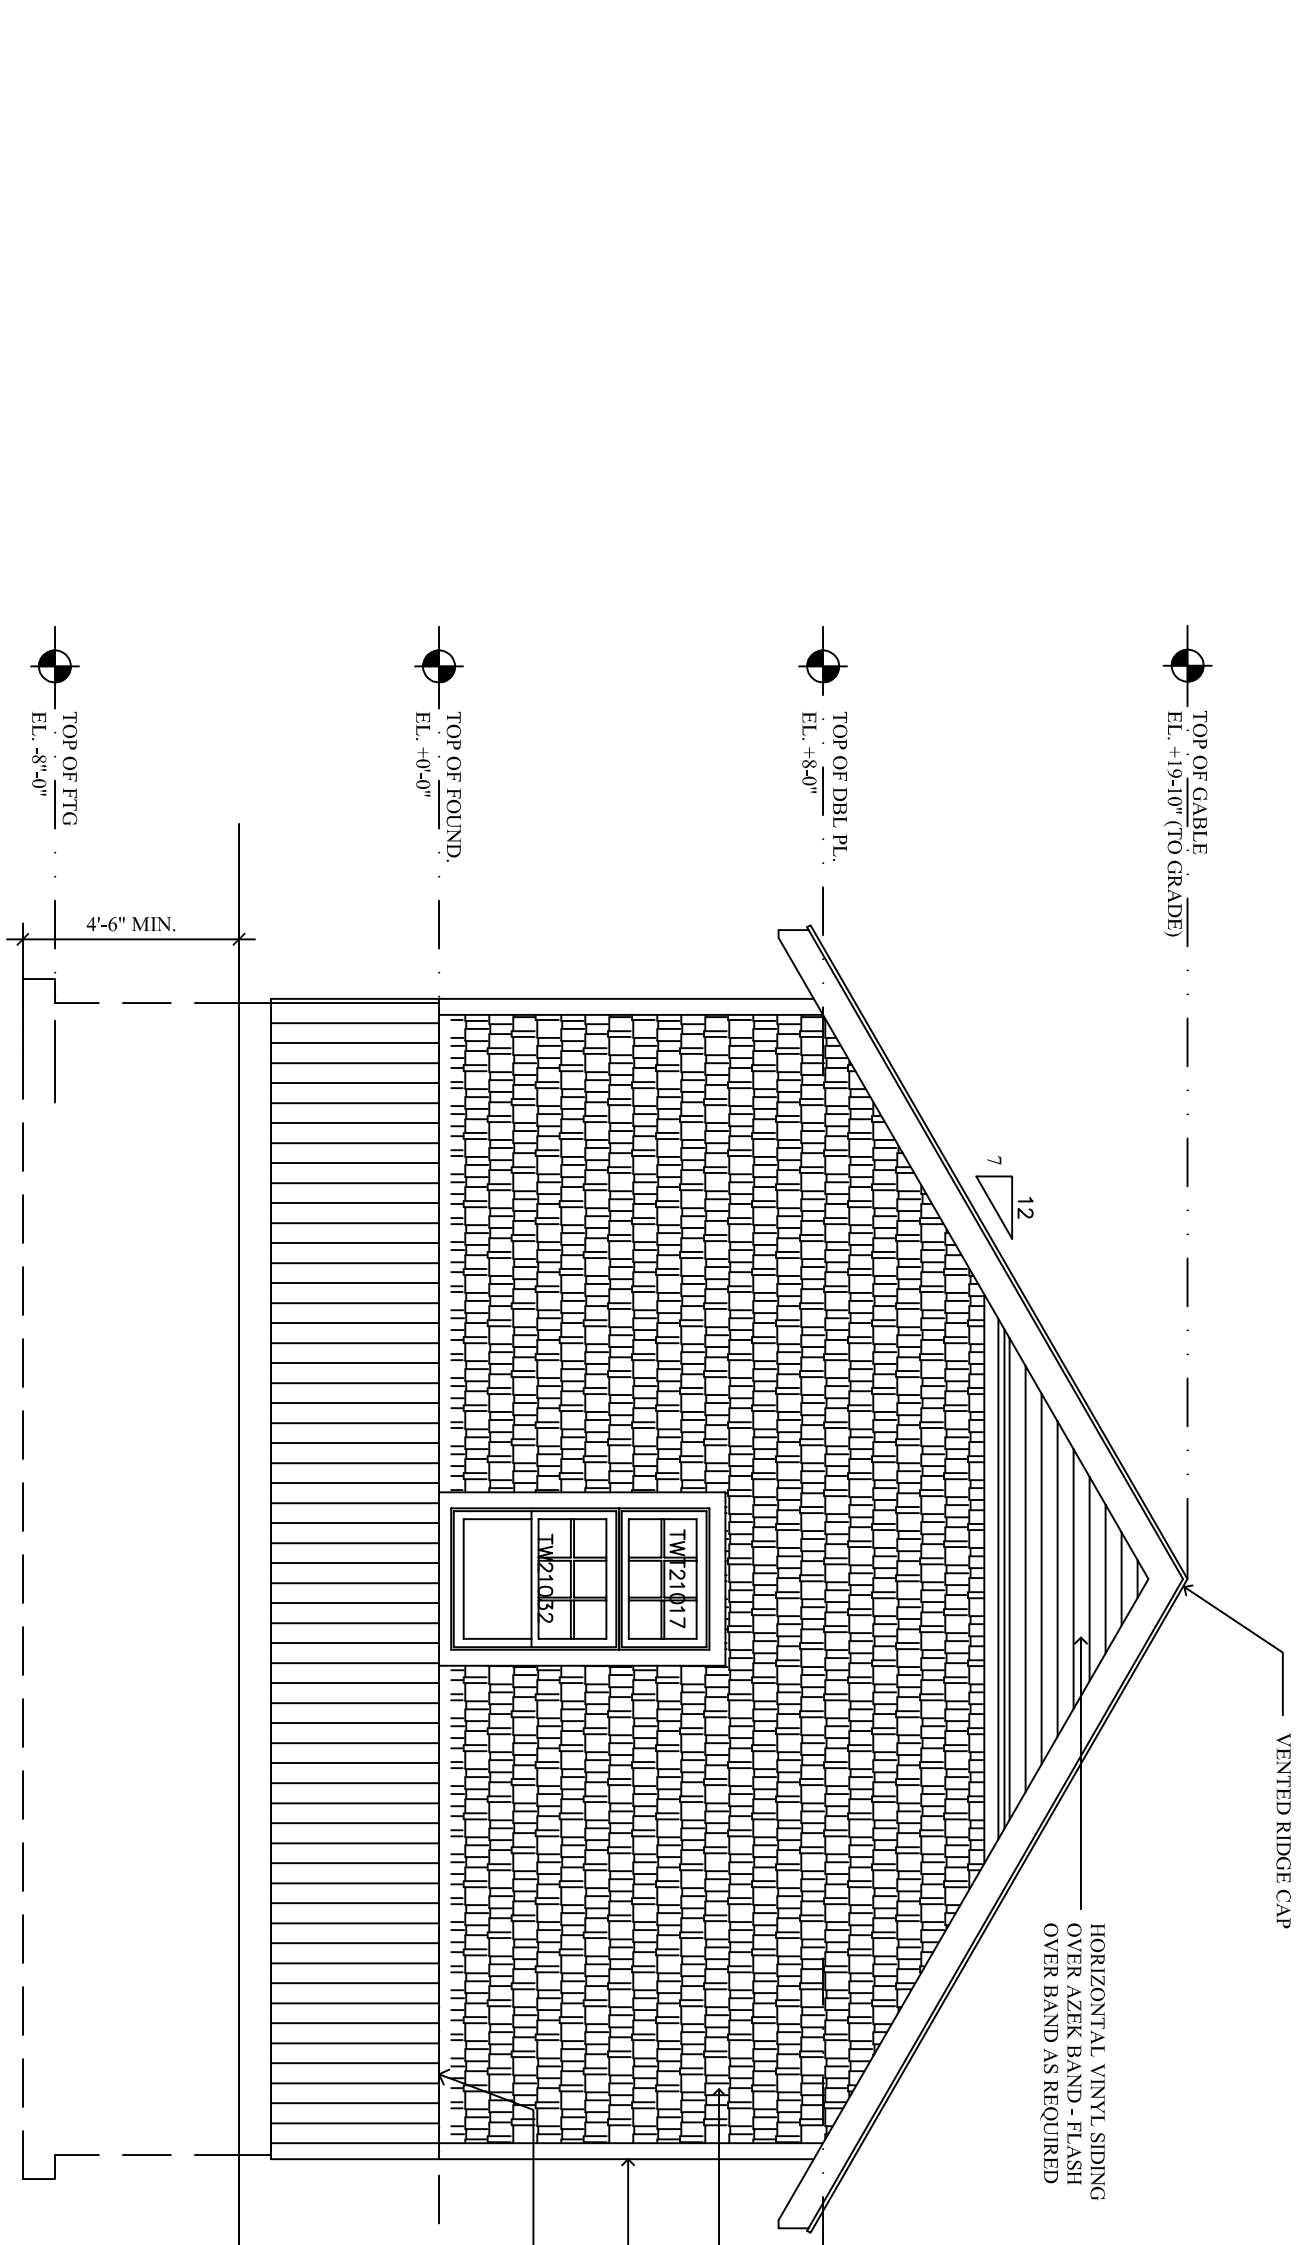 VENTED RIDGE CAP
TOP OF GABLE
EL. +19-10" (TO GRADE)
HORIZONTAL VINYL SIDING
OVER AZEK BAND - FLASH
OVER BAND AS REQUIRED
12
7
TOP OF DBL PL.
EL. +8-0"
TWT21017
TW21032
TOP OF FOUND.
EL. +0'-0"
4'-6" MIN.
TOP OF FTG
EL. -8"-0"